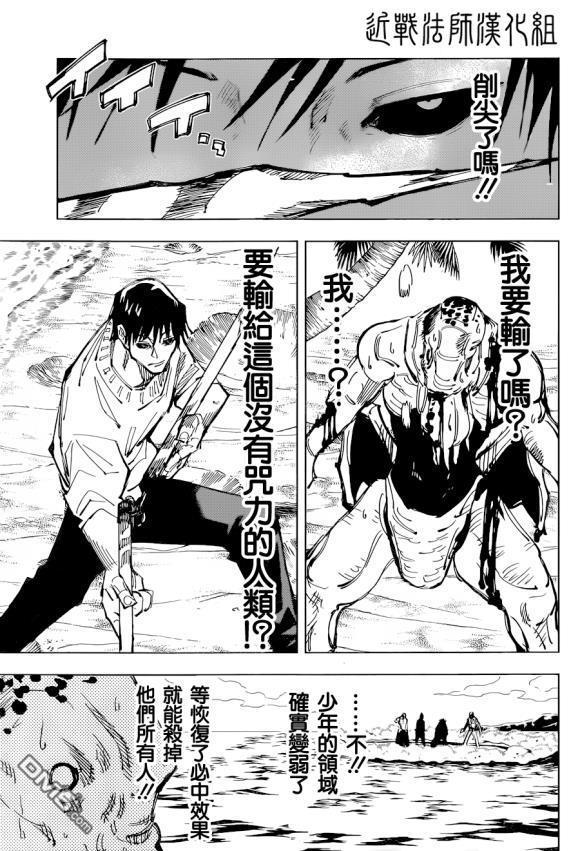 近戰法師漢化組
削尖了嗎!!
イイイ
我要輸了嗎?
我……?
要輸給這個沒有咒力的人類!?
……不!!
少年的領域
確實變弱了
等恢復了必中效果
就能殺掉
他們所有人!!
DM5.com